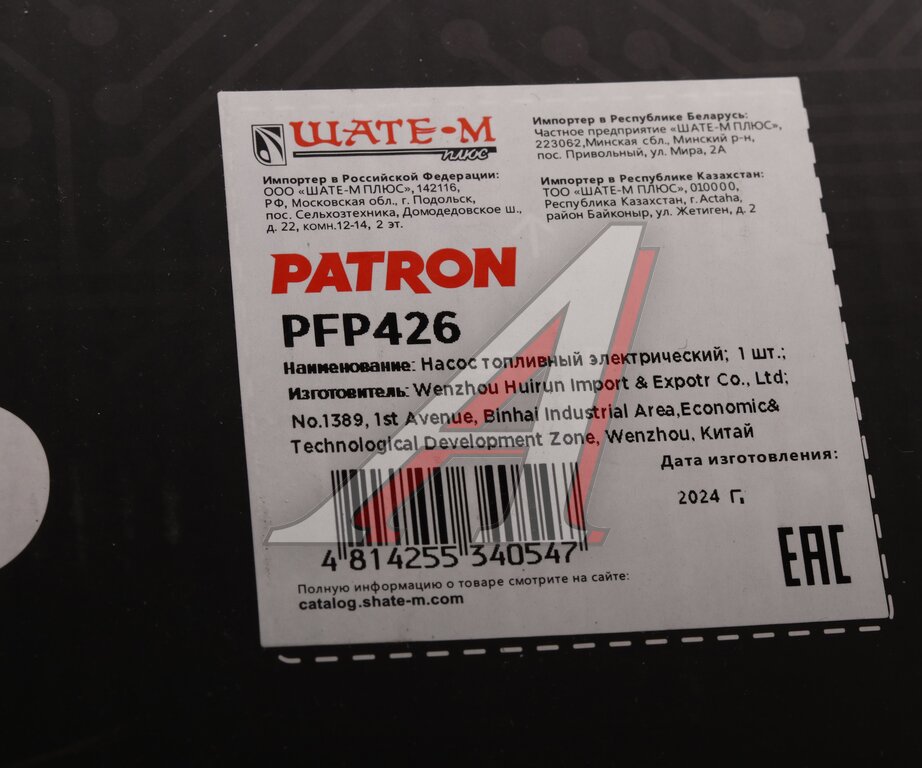 ШАТЕ-М
плюс
Импортер в Российской Федерации:
ООО «ШАТЕ-М ПЛЮС», 142116,
РФ, Московская обл., г. Подольск,
пос. Сельхозтехника, Домодедовское ш.,
д. 22, комн.12-14, 2 эт.
Импортер в Республике Беларусь:
Частное предприятие «ШАТЕ-М ПЛЮС»,
223062,Минская сбл., Минский р-н,
пос. Привольный, ул. Мира, 2А
Импортер в Республике Казахстан:
ТОО «ШАТЕ-М ПЛЮС», 010000,
Республика Казахстан, г.Astaha,
район Байконыр, ул. Жетиген, д. 2
PATRON
PFP426
Наименование: Насос топливный электрический; 1 шт.;
Изготовитель: Wenzhou Huirun Import & Expotr Co., Ltd;
No.1389, 1st Avenue, Binhai Industrial Area,Economic&
Technological Development Zone, Wenzhou, Китай
Дата изготовления:
2024 г.
4 814255 340547
EAC
Полную информацию о товаре смотрите на сайте:
catalog.shate-m.com